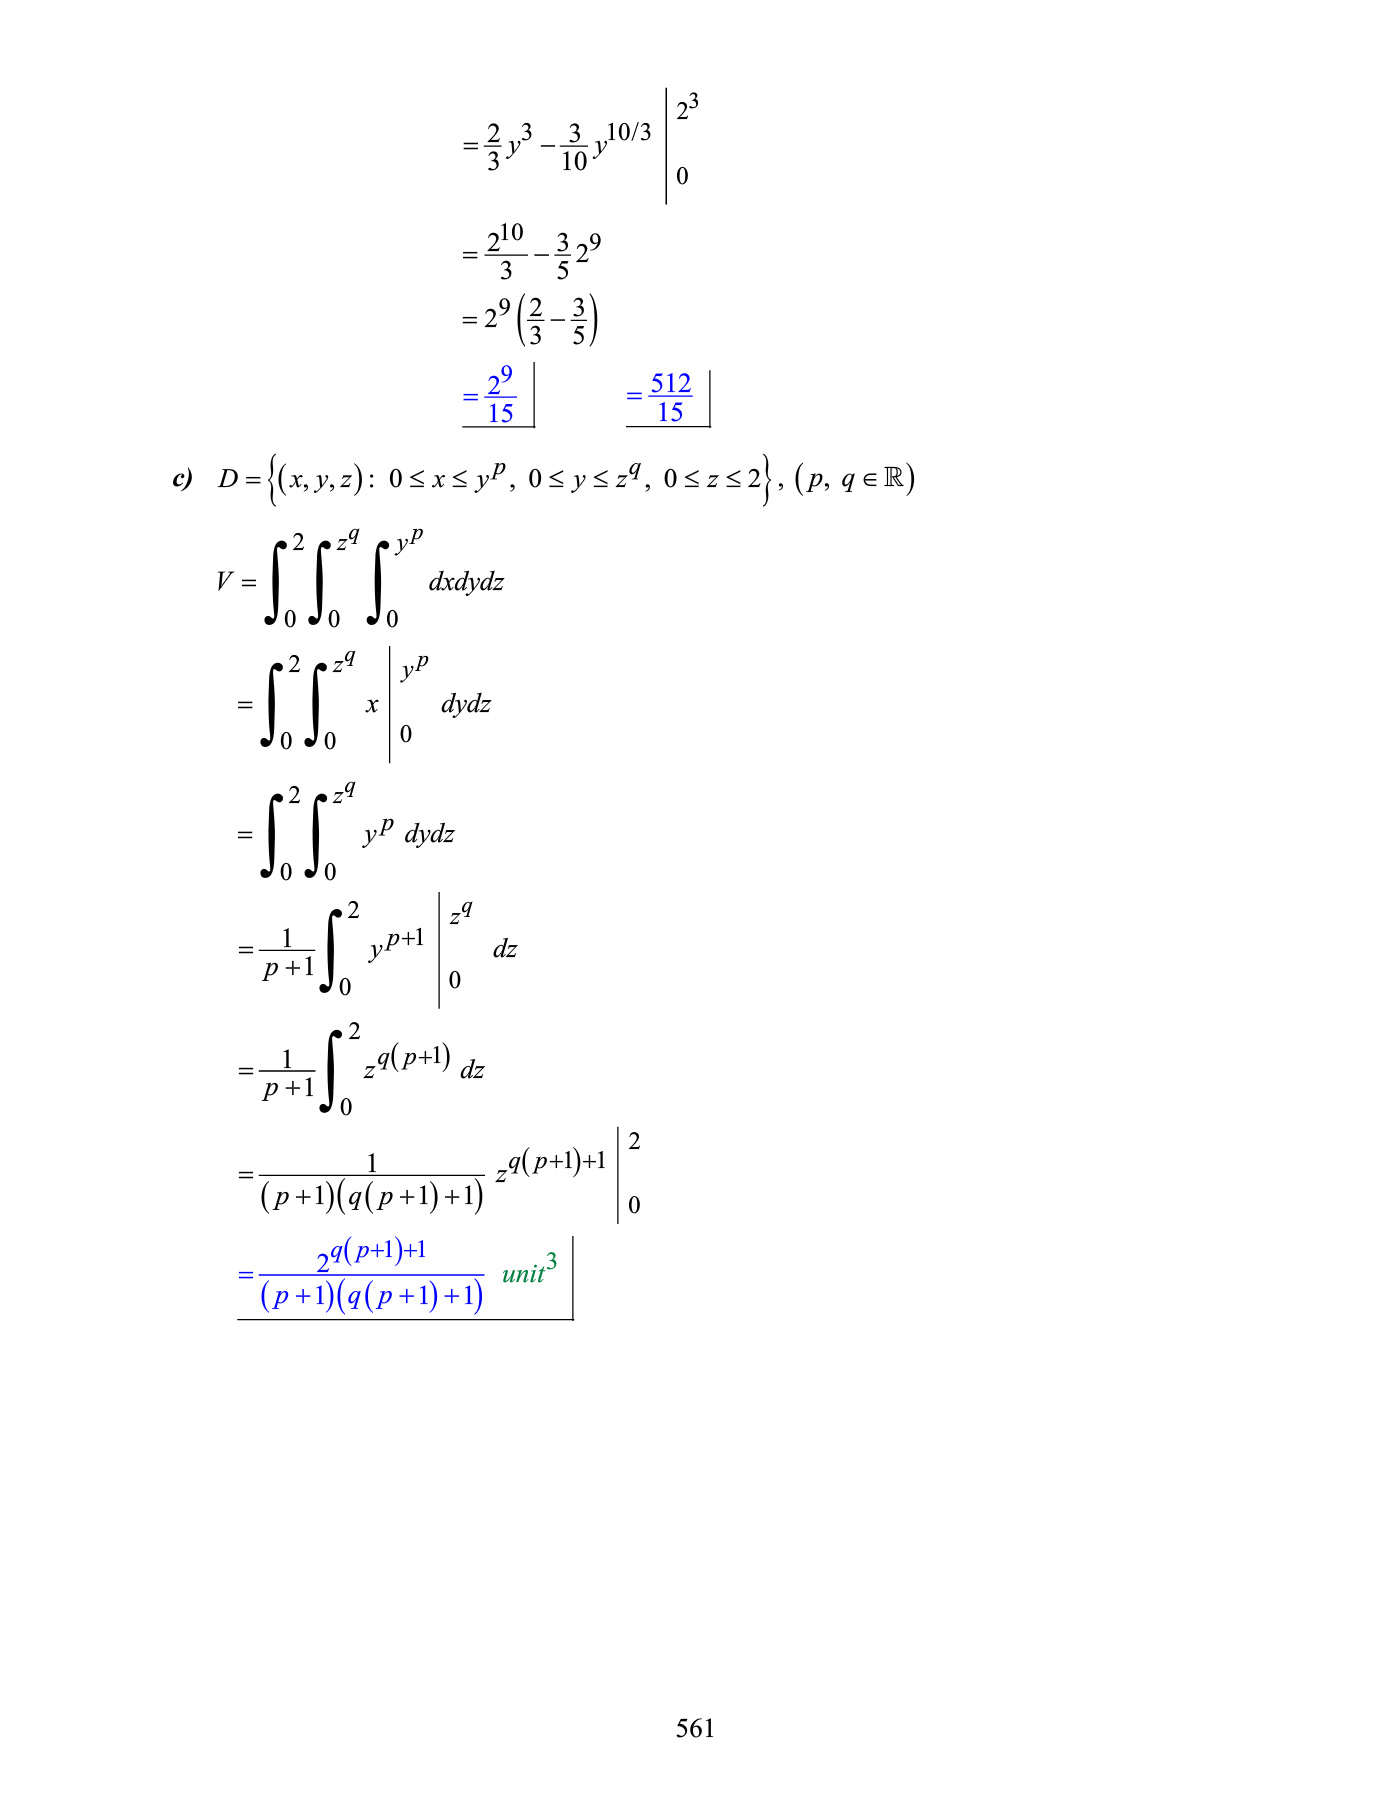 = \frac{2}{3} y^3 - \frac{3}{10} y^{10/3} \Big|_0^{2^3}
= \frac{2^{10}}{3} - \frac{3}{5} 2^9
= 2^9 \left( \frac{2}{3} - \frac{3}{5} \right)
= \frac{2^9}{15} = \frac{512}{15}
c) D = \left\{ (x, y, z): 0 \le x \le y^p, 0 \le y \le z^q, 0 \le z \le 2 \right\}, (p, q \in \mathbb{R})
V = \int_0^2 \int_0^{z^q} \int_0^{y^p} dxdydz
= \int_0^2 \int_0^{z^q} x \Big|_0^{y^p} dydz
= \int_0^2 \int_0^{z^q} y^p dydz
= \frac{1}{p+1} \int_0^2 y^{p+1} \Big|_0^{z^q} dz
= \frac{1}{p+1} \int_0^2 z^{q(p+1)} dz
= \frac{1}{(p+1)(q(p+1)+1)} z^{q(p+1)+1} \Big|_0^2
= \frac{2^{q(p+1)+1}}{(p+1)(q(p+1)+1)} unit^3
561